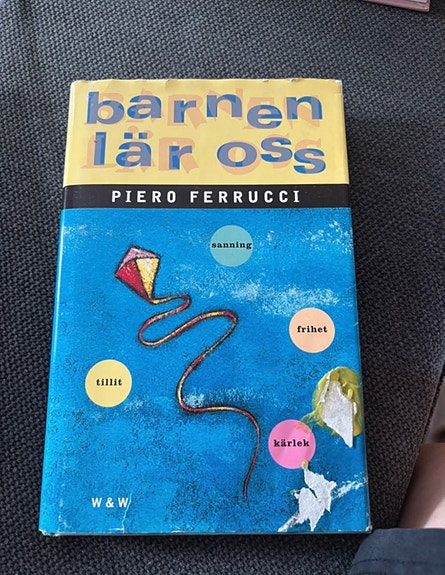 barnen
lär oss
PIERO FERRUCCI
sanning
frihet
tillit
kärlek
W & W